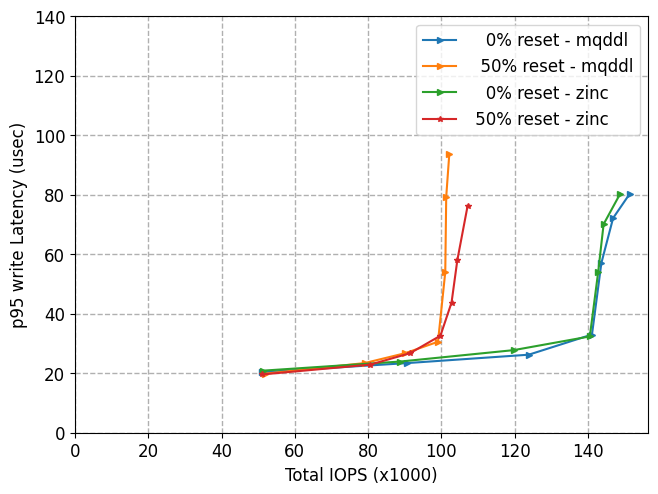 140
120
100
80
60
40
20
0
p95 write Latency (usec)
0% reset - mqddl
50% reset - mqddl
0% reset - zinc
50% reset - zinc
0 20 40 60 80 100 120 140
Total IOPS (x1000)